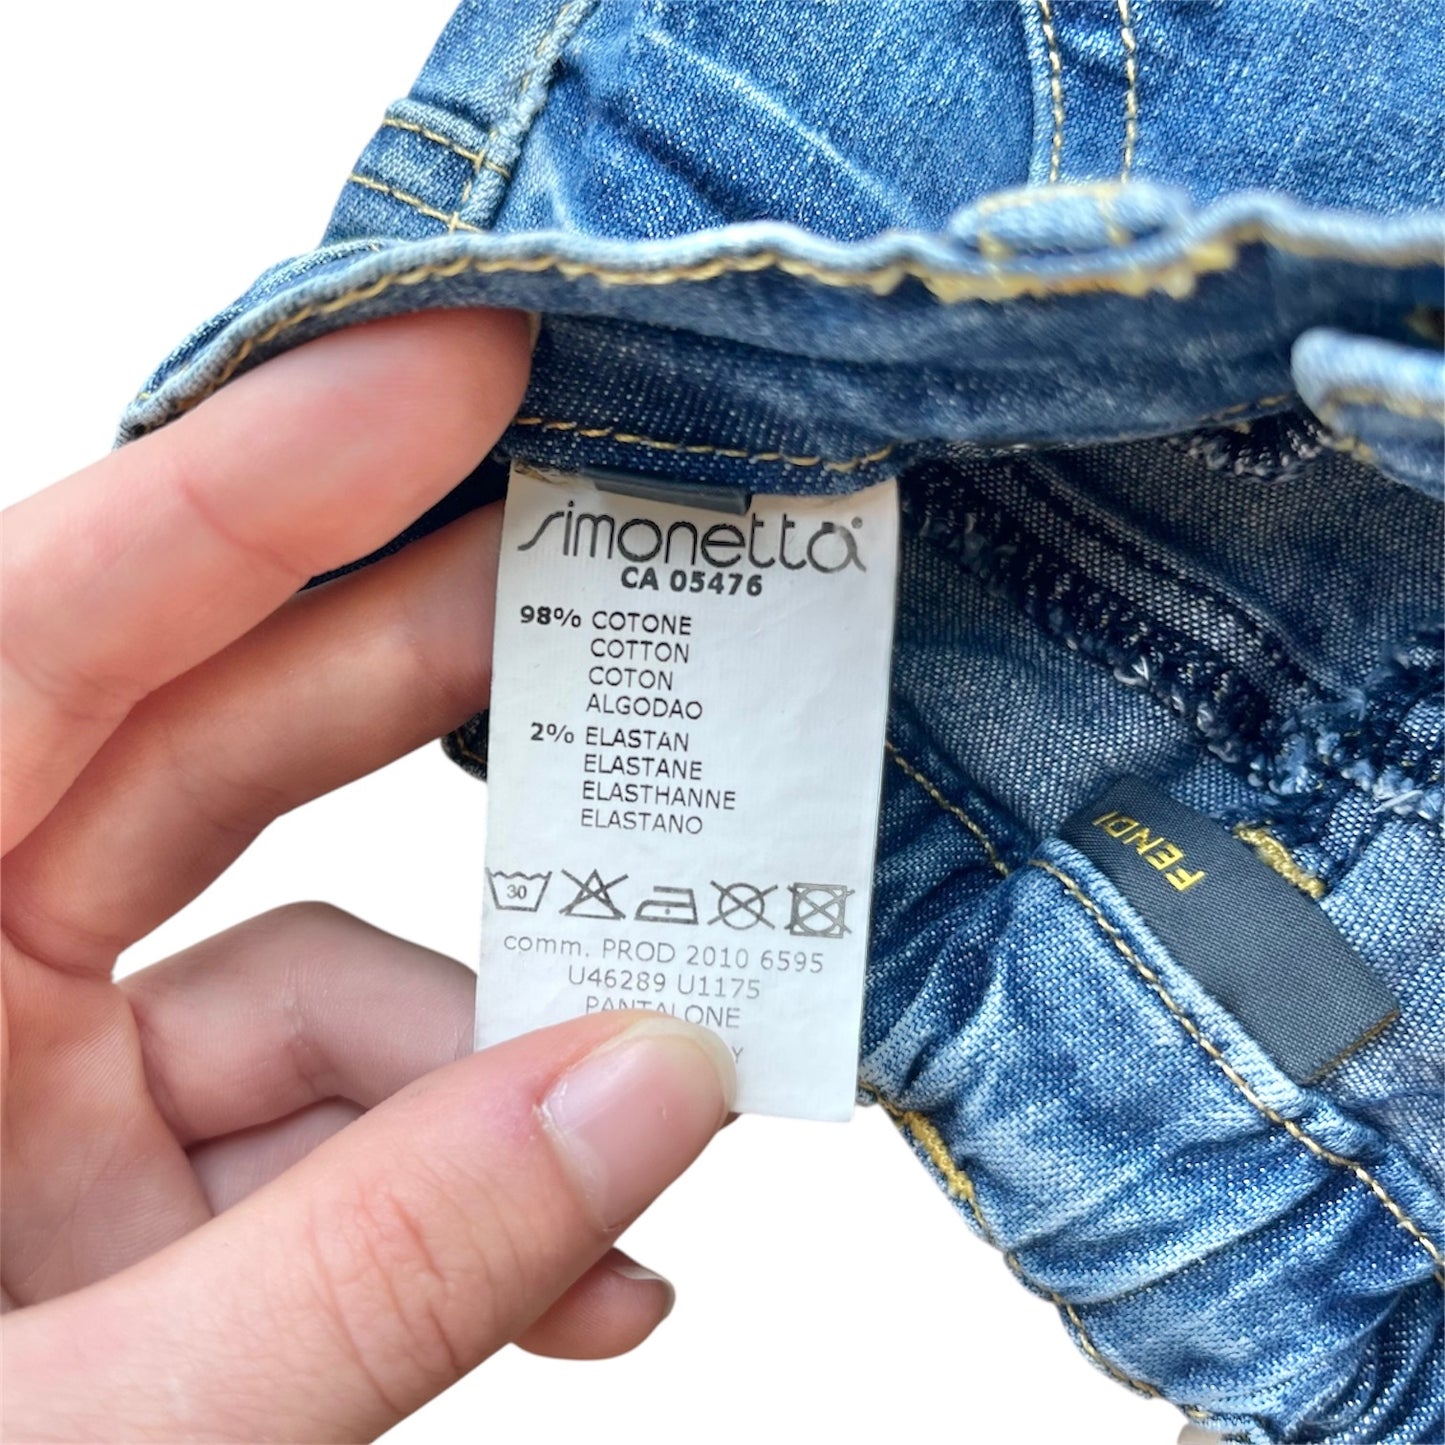 simonetta
CA 05476
98% COTONE
COTTON
COTON
ALGODAO
2% ELASTAN
ELASTANE
ELASTHANNE
ELASTANO
30
comm. PROD 2010 6595
U46289 U1175
PANTALONE
FENDI